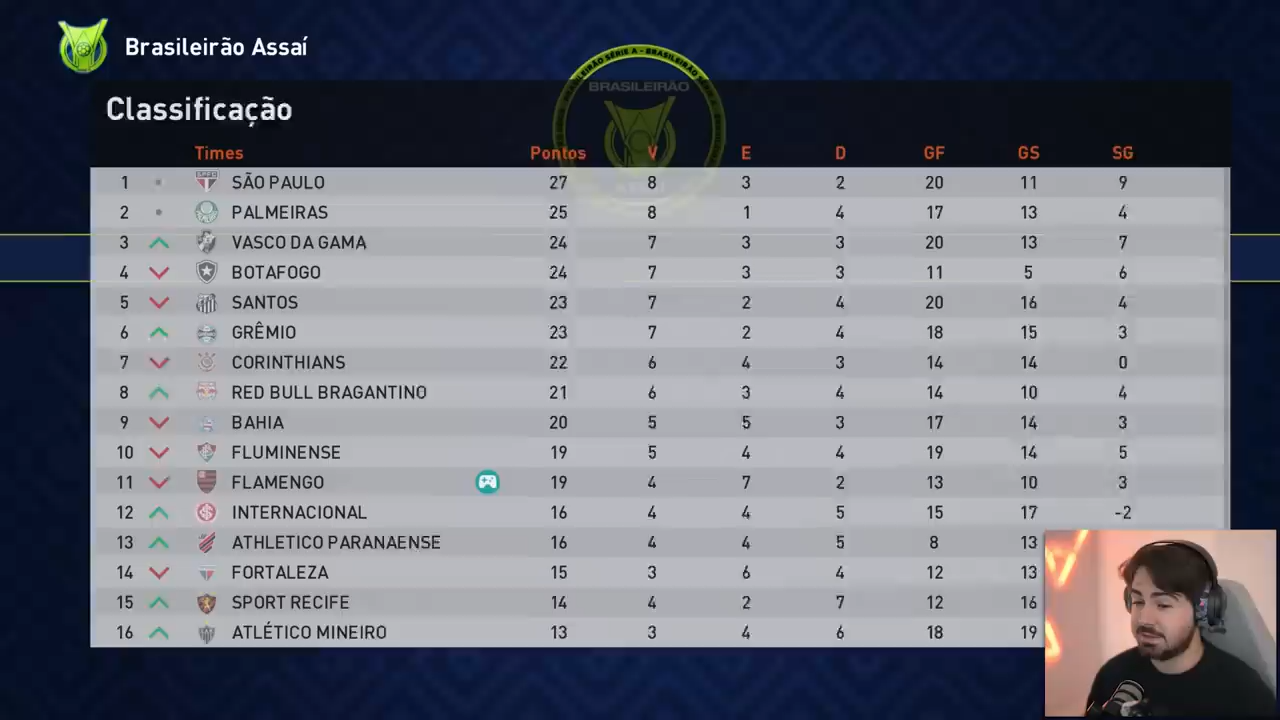 Brasileirão Assaí
BRASILEIRÃO SÉRIE A - BRASILEIRÃO
BRASILEIRÃO
Classificação
Times Pontos V E D GF GS SG
1 SÃO PAULO 27 8 3 2 20 11 9
2 PALMEIRAS 25 8 1 4 17 13 4
3 VASCO DA GAMA 24 7 3 3 20 13 7
4 BOTAFOGO 24 7 3 3 11 5 6
5 SANTOS 23 7 2 4 20 16 4
6 GRÊMIO 23 7 2 4 18 15 3
7 CORINTHIANS 22 6 4 3 14 14 0
8 RED BULL BRAGANTINO 21 6 3 4 14 10 4
9 BAHIA 20 5 5 3 17 14 3
10 FLUMINENSE 19 5 4 4 19 14 5
11 FLAMENGO 19 4 7 2 13 10 3
12 INTERNACIONAL 16 4 4 5 15 17 -2
13 ATHLETICO PARANAENSE 16 4 4 5 8 13
14 FORTALEZA 15 3 6 4 12 13
15 SPORT RECIFE 14 4 2 7 12 16
16 ATLÉTICO MINEIRO 13 3 4 6 18 19